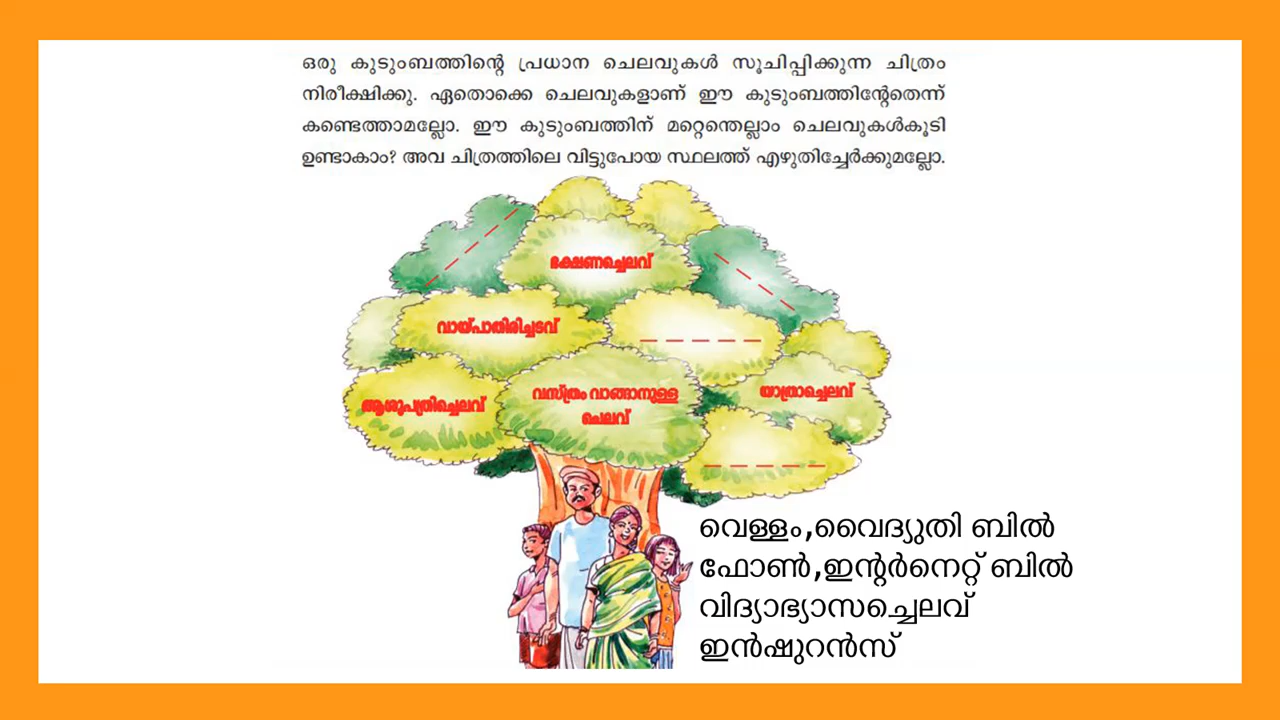 ഒരു കുടുംബത്തിന്റെ പ്രധാന ചെലവുകൾ സൂചിപ്പിക്കുന്ന ചിത്രം
നിരീക്ഷിക്കു. ഏതൊക്കെ ചെലവുകളാണ് ഈ കുടുംബത്തിന്റേതെന്ന്
കണ്ടെത്താമല്ലോ. ഈ കുടുംബത്തിന് മറ്റെന്തെല്ലാം ചെലവുകൾകൂടി
ഉണ്ടാകാം? അവ ചിത്രത്തിലെ വിട്ടുപോയ സ്ഥലത്ത് എഴുതിച്ചേർക്കുമല്ലോ.
ഭക്ഷണച്ചെലവ്
വായ്പാതിരിച്ചടവ്
ആശുപത്രിച്ചെലവ്
വസ്ത്രം വാങ്ങാനുള്ള
ചെലവ്
യാത്രാച്ചെലവ്
വെള്ളം,വൈദ്യുതി ബിൽ
ഫോൺ,ഇന്റർനെറ്റ് ബിൽ
വിദ്യാഭ്യാസച്ചെലവ്
ഇൻഷുറൻസ്